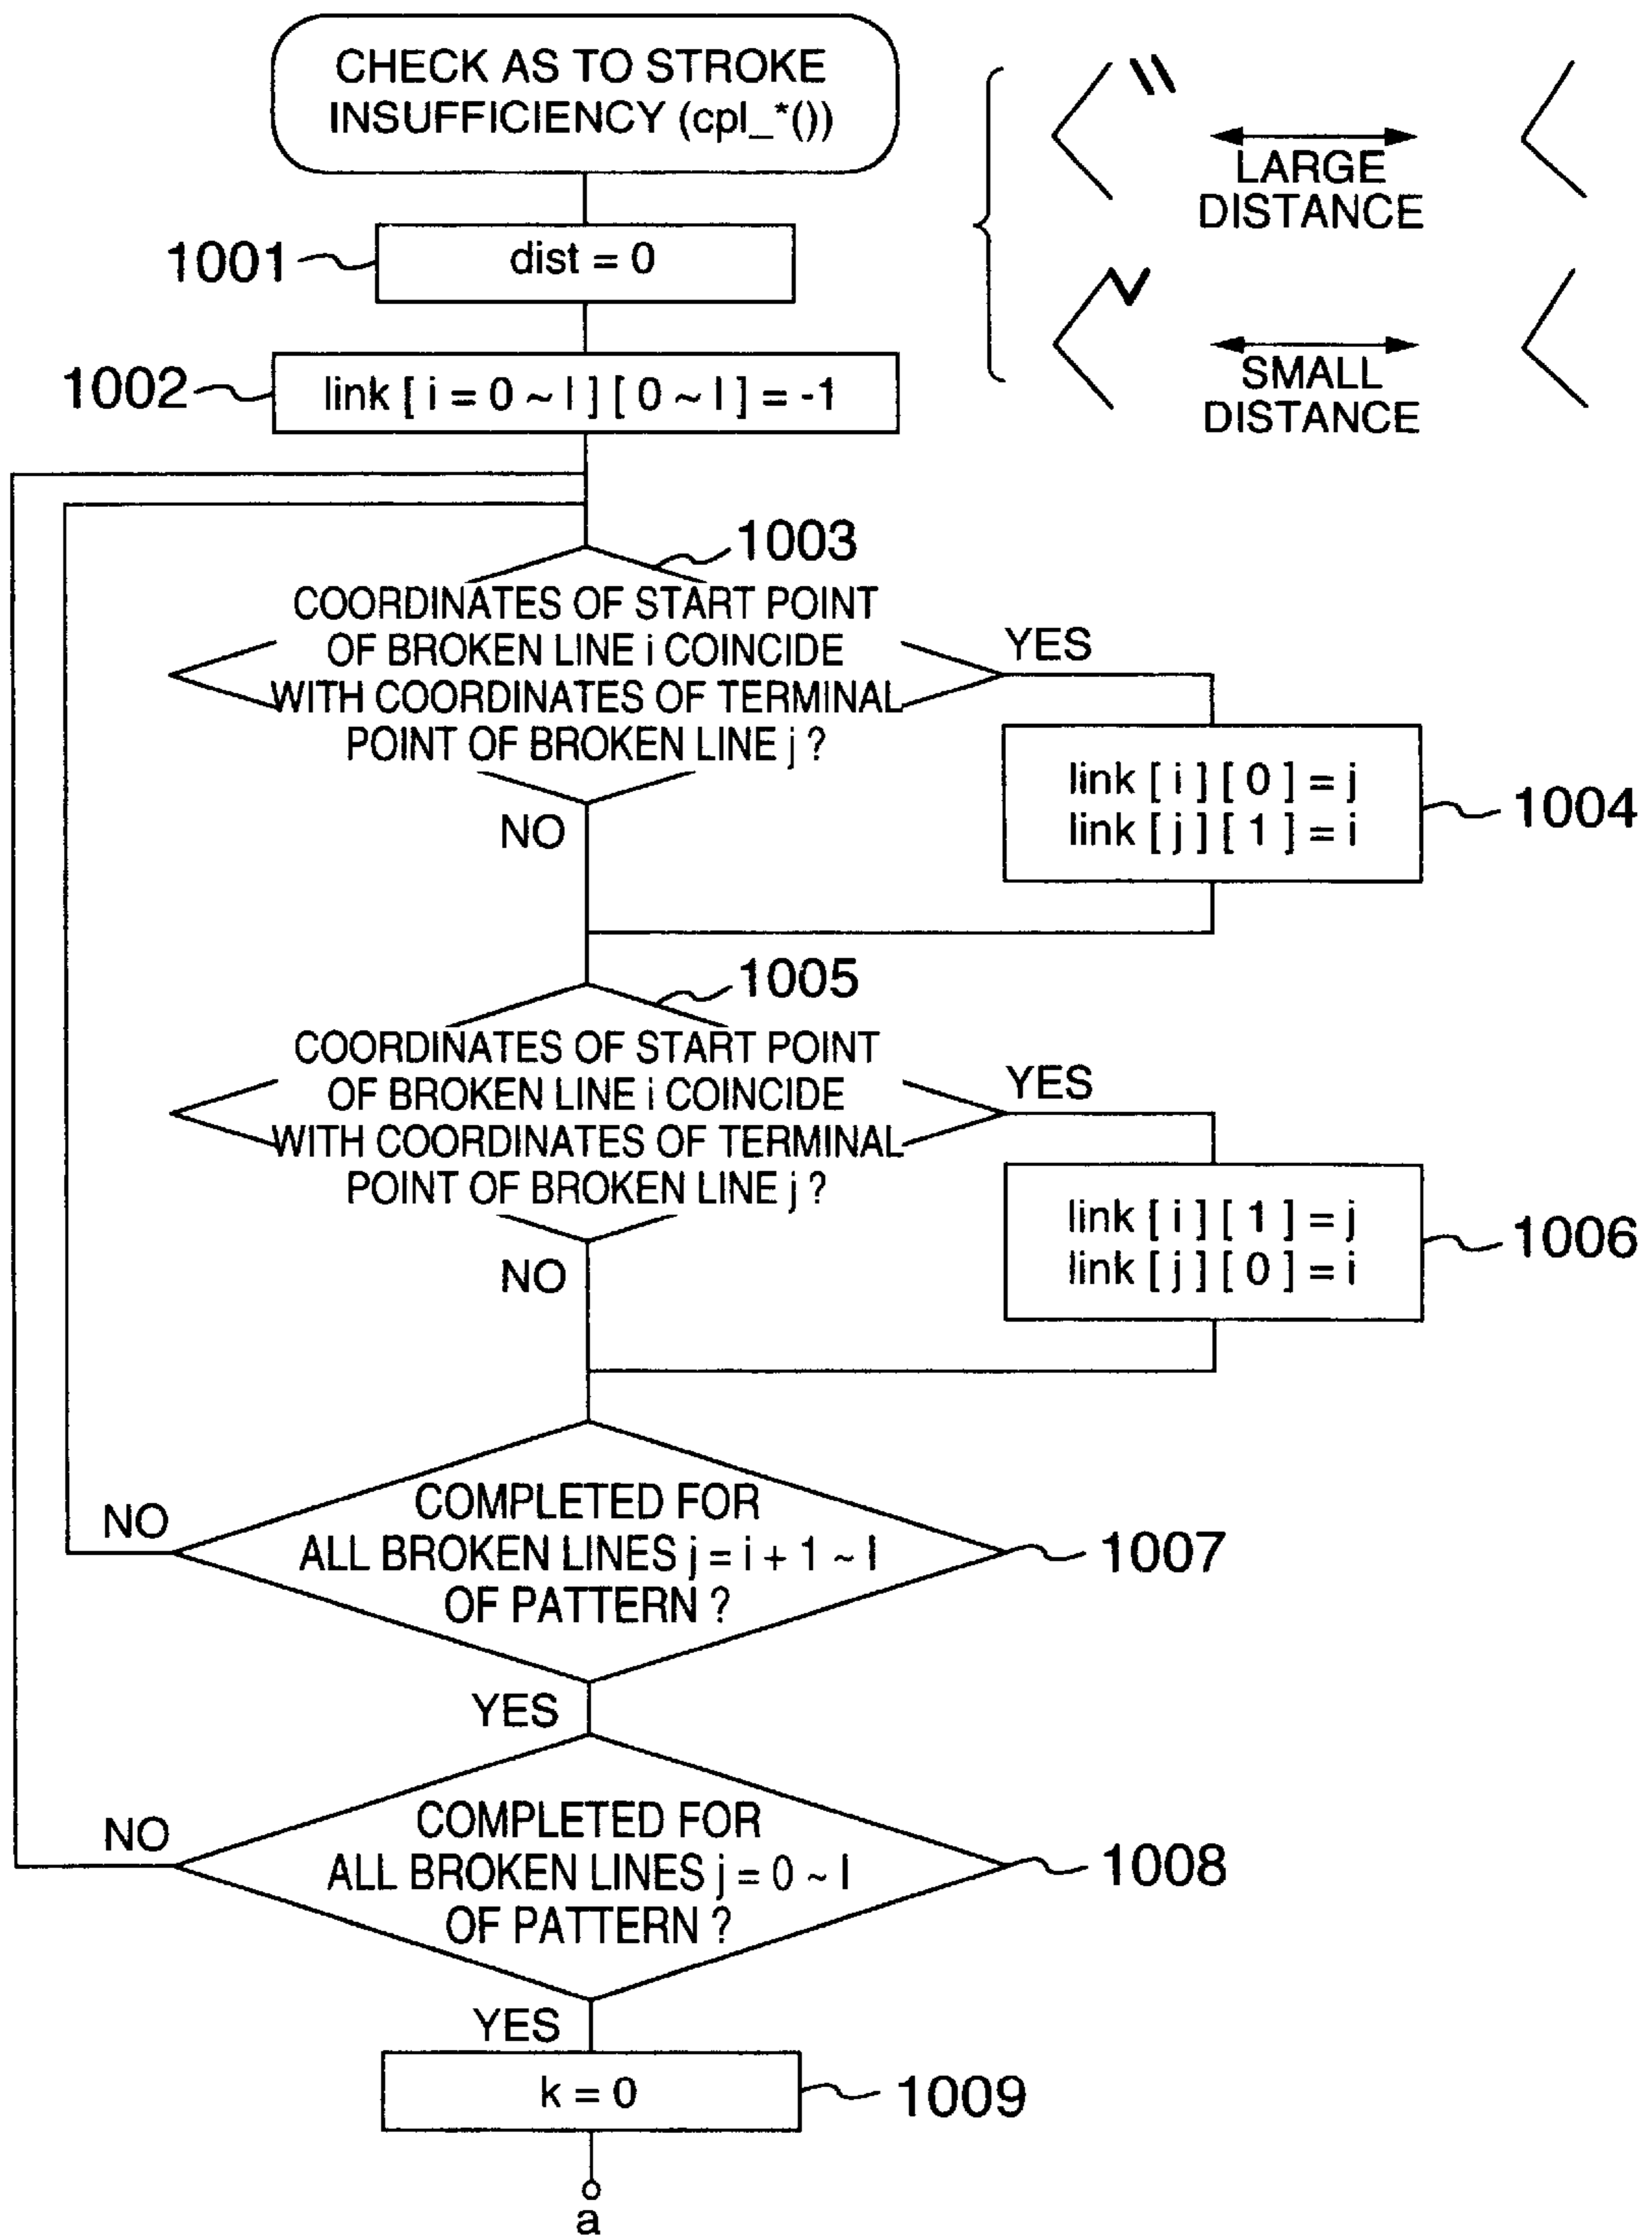 CHECK AS TO STROKE
INSUFFICIENCY (cpl_*())
LARGE
DISTANCE
SMALL
DISTANCE
1001
dist = 0
1002
link [ i = 0 ~ I ] [ 0 ~ I ] = -1
1003
COORDINATES OF START POINT
OF BROKEN LINE i COINCIDE
WITH COORDINATES OF TERMINAL
POINT OF BROKEN LINE j ?
YES
NO
link [ i ] [ 0 ] = j
link [ j ] [ 1 ] = i
1004
1005
COORDINATES OF START POINT
OF BROKEN LINE i COINCIDE
WITH COORDINATES OF TERMINAL
POINT OF BROKEN LINE j ?
YES
NO
link [ i ] [ 1 ] = j
link [ j ] [ 0 ] = i
1006
NO
COMPLETED FOR
ALL BROKEN LINES j = i + 1 ~ I
OF PATTERN ?
1007
YES
NO
COMPLETED FOR
ALL BROKEN LINES j = 0 ~ I
OF PATTERN ?
1008
YES
k = 0
1009
a